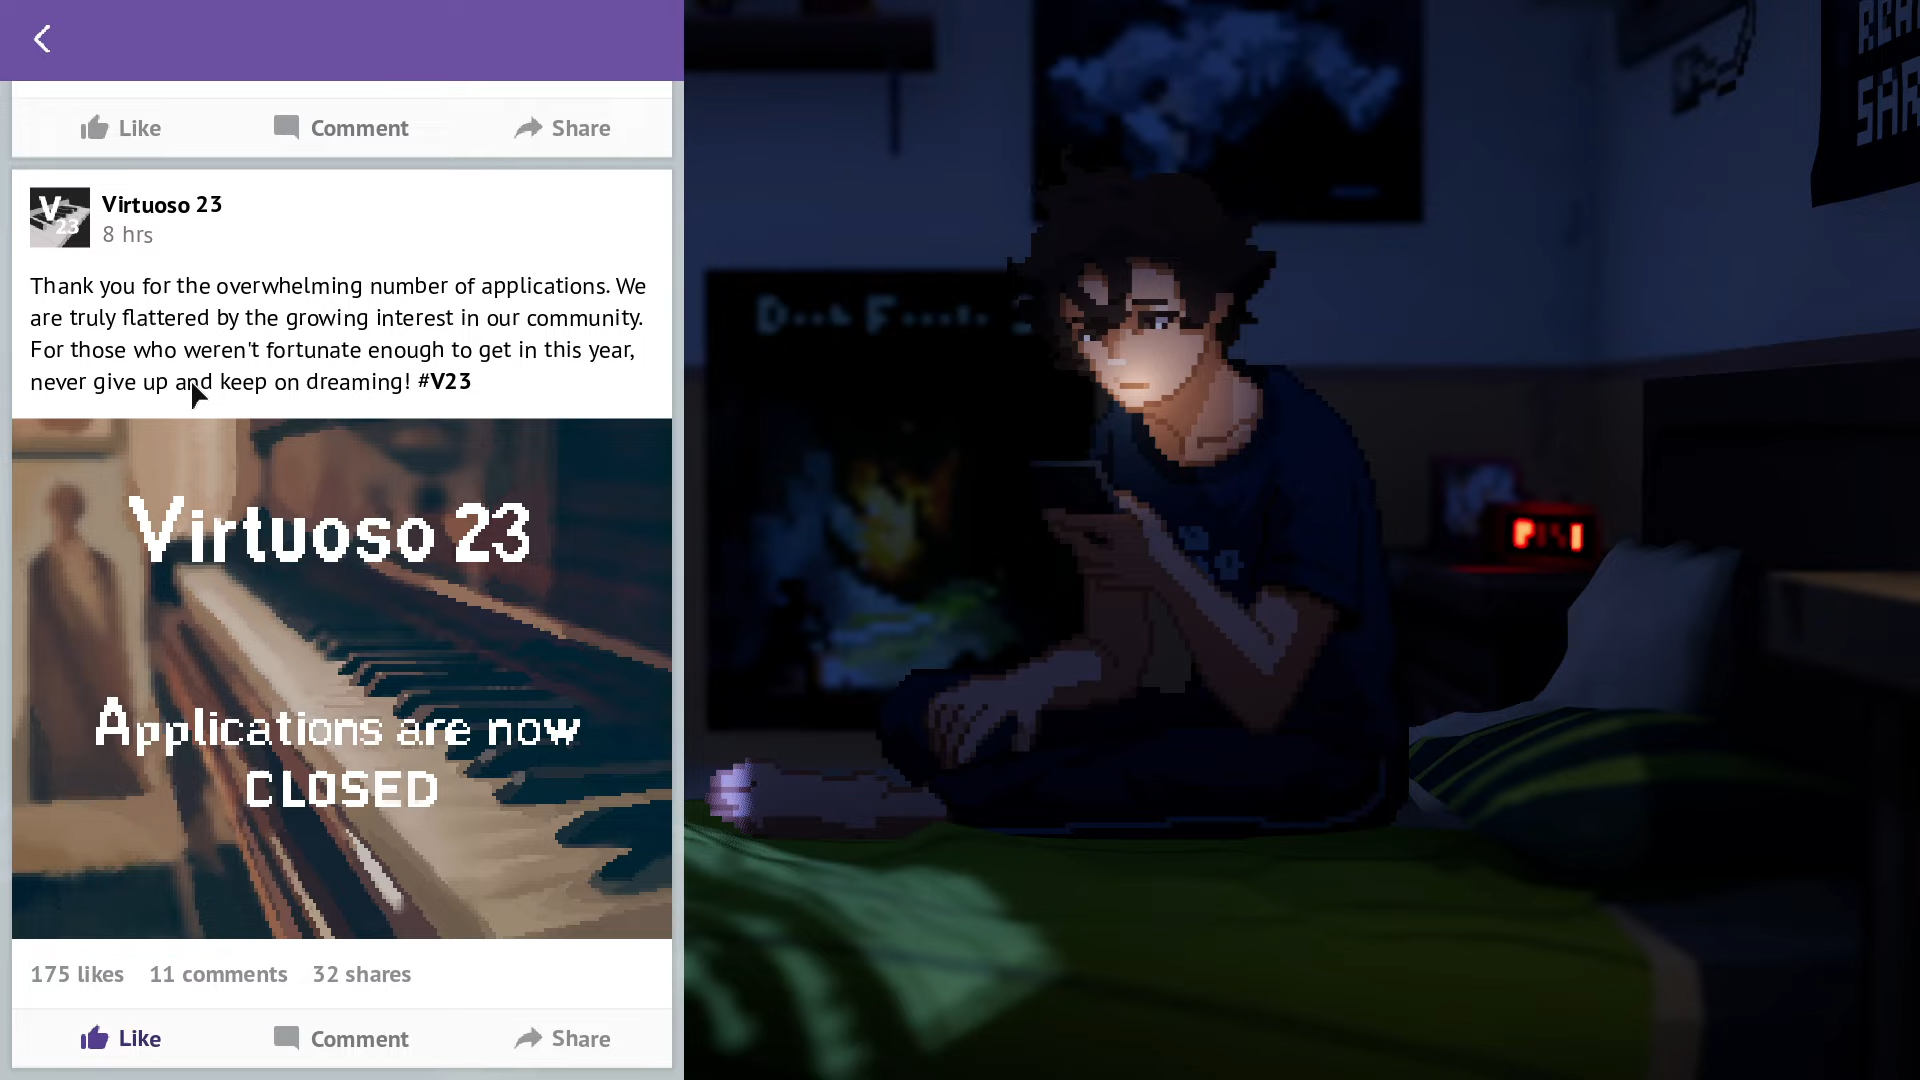 Like
Comment
Share
V
23
Virtuoso 23
8 hrs
Thank you for the overwhelming number of applications. We
are truly flattered by the growing interest in our community.
For those who weren't fortunate enough to get in this year,
never give up and keep on dreaming! #V23
Virtuoso 23
Applications are now
CLOSED
175 likes 11 comments 32 shares
Like
Comment
Share